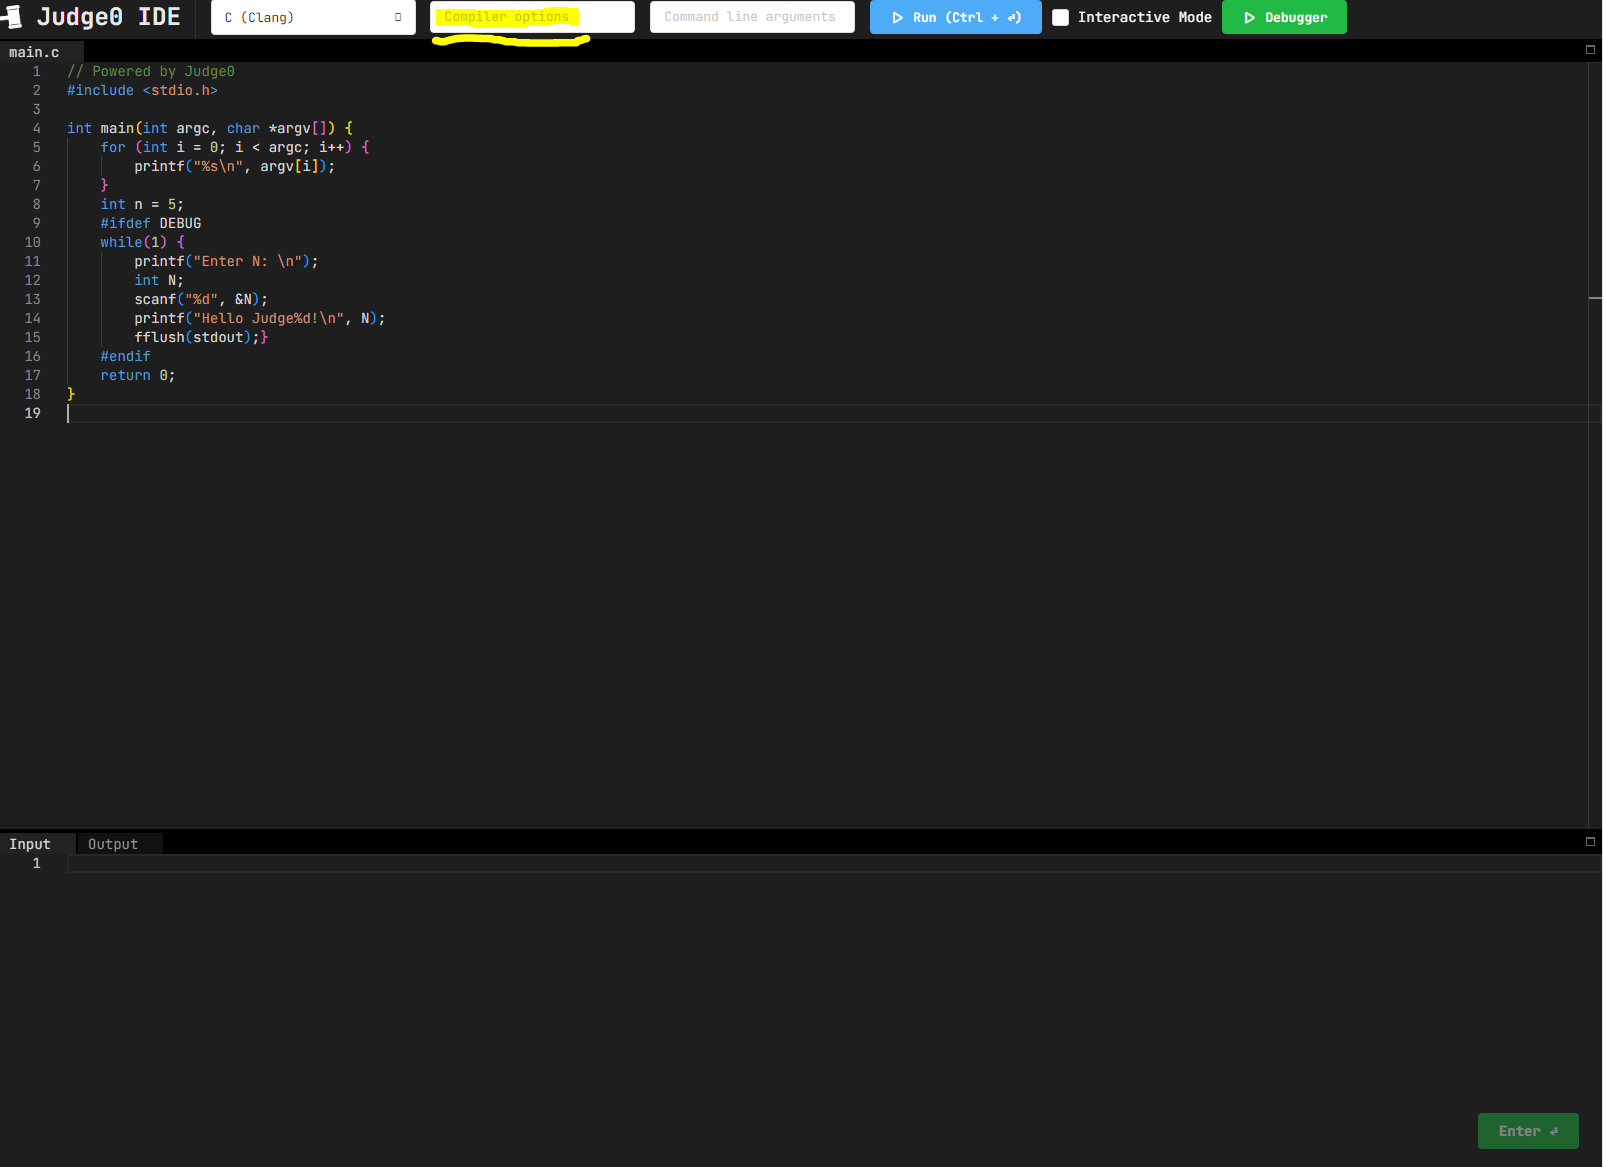 Judge0 IDE
C (Clang)
Compiler options
Command line arguments
Run (Ctrl + ⏎)
Interactive Mode
Debugger
main.c
1 // Powered by Judge0
2 #include <stdio.h>
3
4 int main(int argc, char *argv[]) {
5 for (int i = 0; i < argc; i++) {
6 printf("%s\n", argv[i]);
7 }
8 int n = 5;
9 #ifdef DEBUG
10 while(1) {
11 printf("Enter N: \n");
12 int N;
13 scanf("%d", &N);
14 printf("Hello Judge%d!\n", N);
15 fflush(stdout);}
16 #endif
17 return 0;
18 }
19
Input
Output
1
Enter ⏎